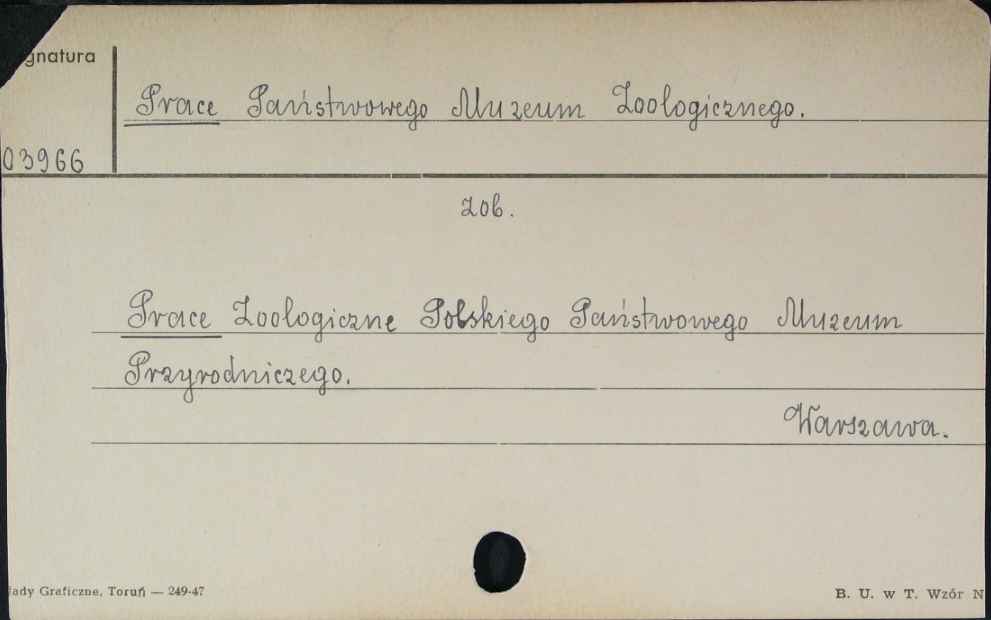 gnatura
Prace Państwowego Muzeum Zoologicznego.
03966
zob.
Prace Zoologiczne Polskiego Państwowego Muzeum
Przyrodniczego.
Warszawa.
łady Graficzne, Toruń — 249-47
B. U. w T. Wzór N